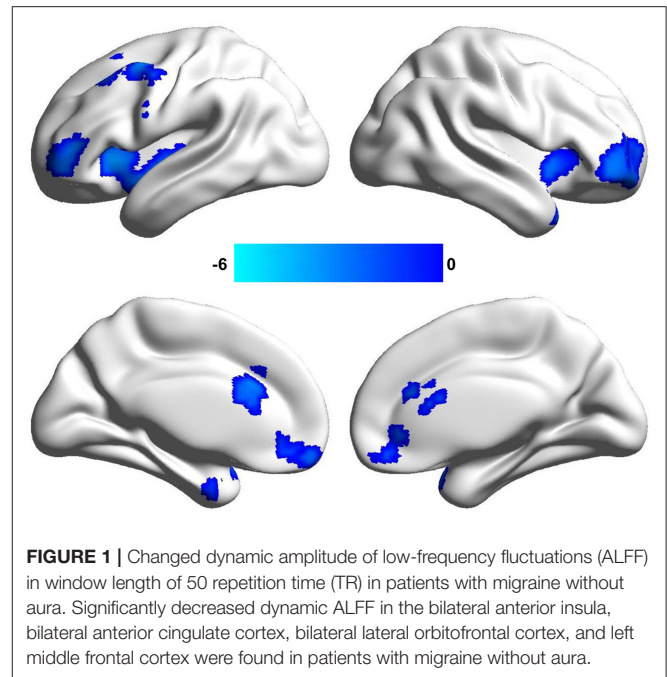 -6 0
FIGURE 1 | Changed dynamic amplitude of low-frequency fluctuations (ALFF)
in window length of 50 repetition time (TR) in patients with migraine without
aura. Significantly decreased dynamic ALFF in the bilateral anterior insula,
bilateral anterior cingulate cortex, bilateral lateral orbitofrontal cortex, and left
middle frontal cortex were found in patients with migraine without aura.